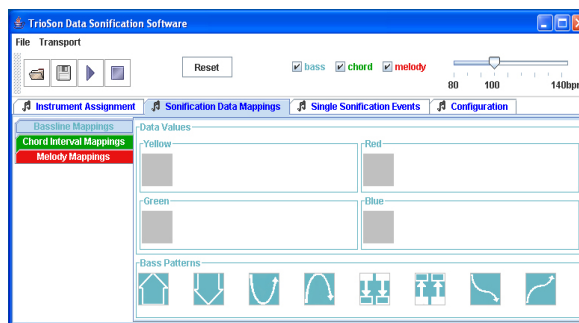 TrioSon Data Sonification Software
File Transport
Reset bass chord melody
80 100 140bpm
Instrument Assignment Sonification Data Mappings Single Sonification Events Configuration
Bassline Mappings
Chord Interval Mappings
Melody Mappings
Data Values
Yellow Red
Green Blue
Bass Patterns